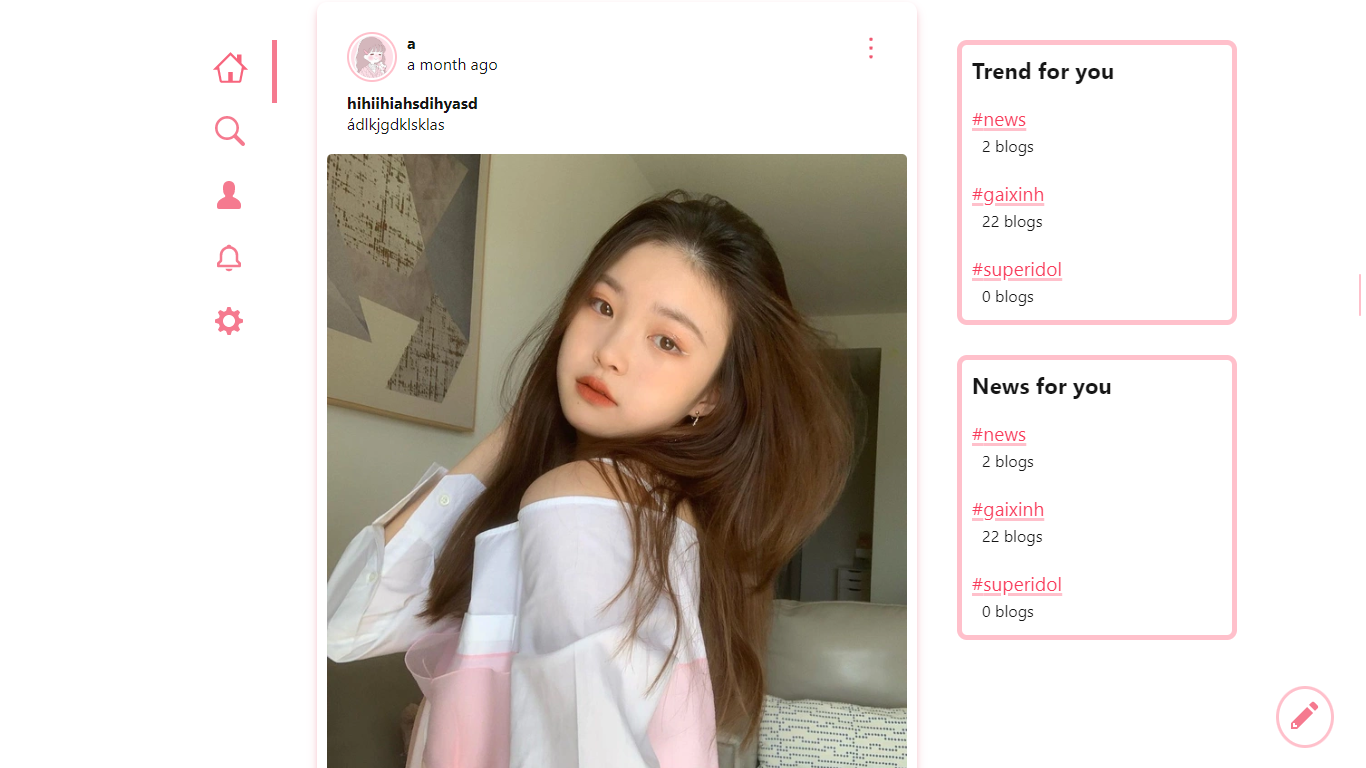 a
a month ago
hihiihiahsdihyasd
ádlkjgdklsklas
Trend for you
#news
2 blogs
#gaixinh
22 blogs
#superidol
0 blogs
News for you
#news
2 blogs
#gaixinh
22 blogs
#superidol
0 blogs